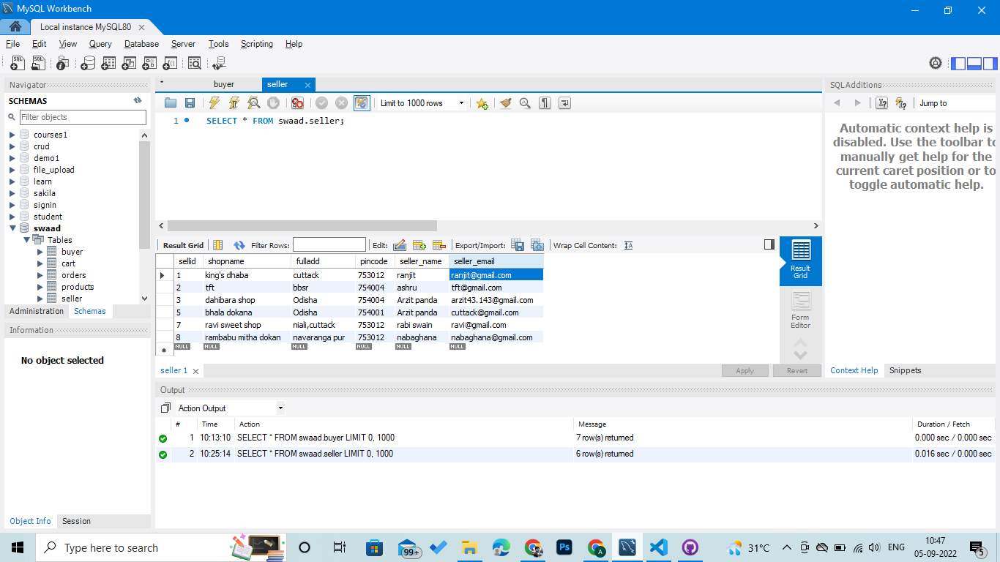 MySQL Workbench
Local instance MySQL80
File Edit View Query Database Server Tools Scripting Help
Navigator
SCHEMAS
Filter objects
courses1
crud
demo1
file_upload
learn
sakila
signin
student
swaad
Tables
buyer
cart
orders
products
seller
Administration Schemas
Information
No object selected
Object Info Session
buyer seller
Limit to 1000 rows
1 SELECT * FROM swaad.seller;
Result Grid Filter Rows: Edit: Export/Import: Wrap Cell Content:
sellid shopname fulladd pincode seller_name seller_email
1 king's dhaba cuttack 753012 ranjit ranjit@gmail.com
2 tft bbsr 754004 ashru tft@gmail.com
3 dahibara shop Odisha 754004 Arzit panda arzit43.143@gmail.com
5 bhala dokana Odisha 754001 Arzit panda cuttack@gmail.com
7 ravi sweet shop niali,cuttack 753012 rabi swain ravi@gmail.com
8 rambabu mitha dokan navaranga pur 753012 nabaghana nabaghana@gmail.com
NULL NULL NULL NULL NULL NULL
Result Grid
Form Editor
seller 1
Apply Revert
SQLAdditions
Jump to
Automatic context help is
disabled. Use the toolbar to
manually get help for the
current caret position or to
toggle automatic help.
Context Help Snippets
Output
Action Output
# Time Action Message Duration / Fetch
1 10:13:10 SELECT * FROM swaad.buyer LIMIT 0, 1000 7 row(s) returned 0.000 sec / 0.000 sec
2 10:25:14 SELECT * FROM swaad.seller LIMIT 0, 1000 6 row(s) returned 0.016 sec / 0.000 sec
Type here to search
99+
Ps
A
31°C
ENG
10:47
05-09-2022
5